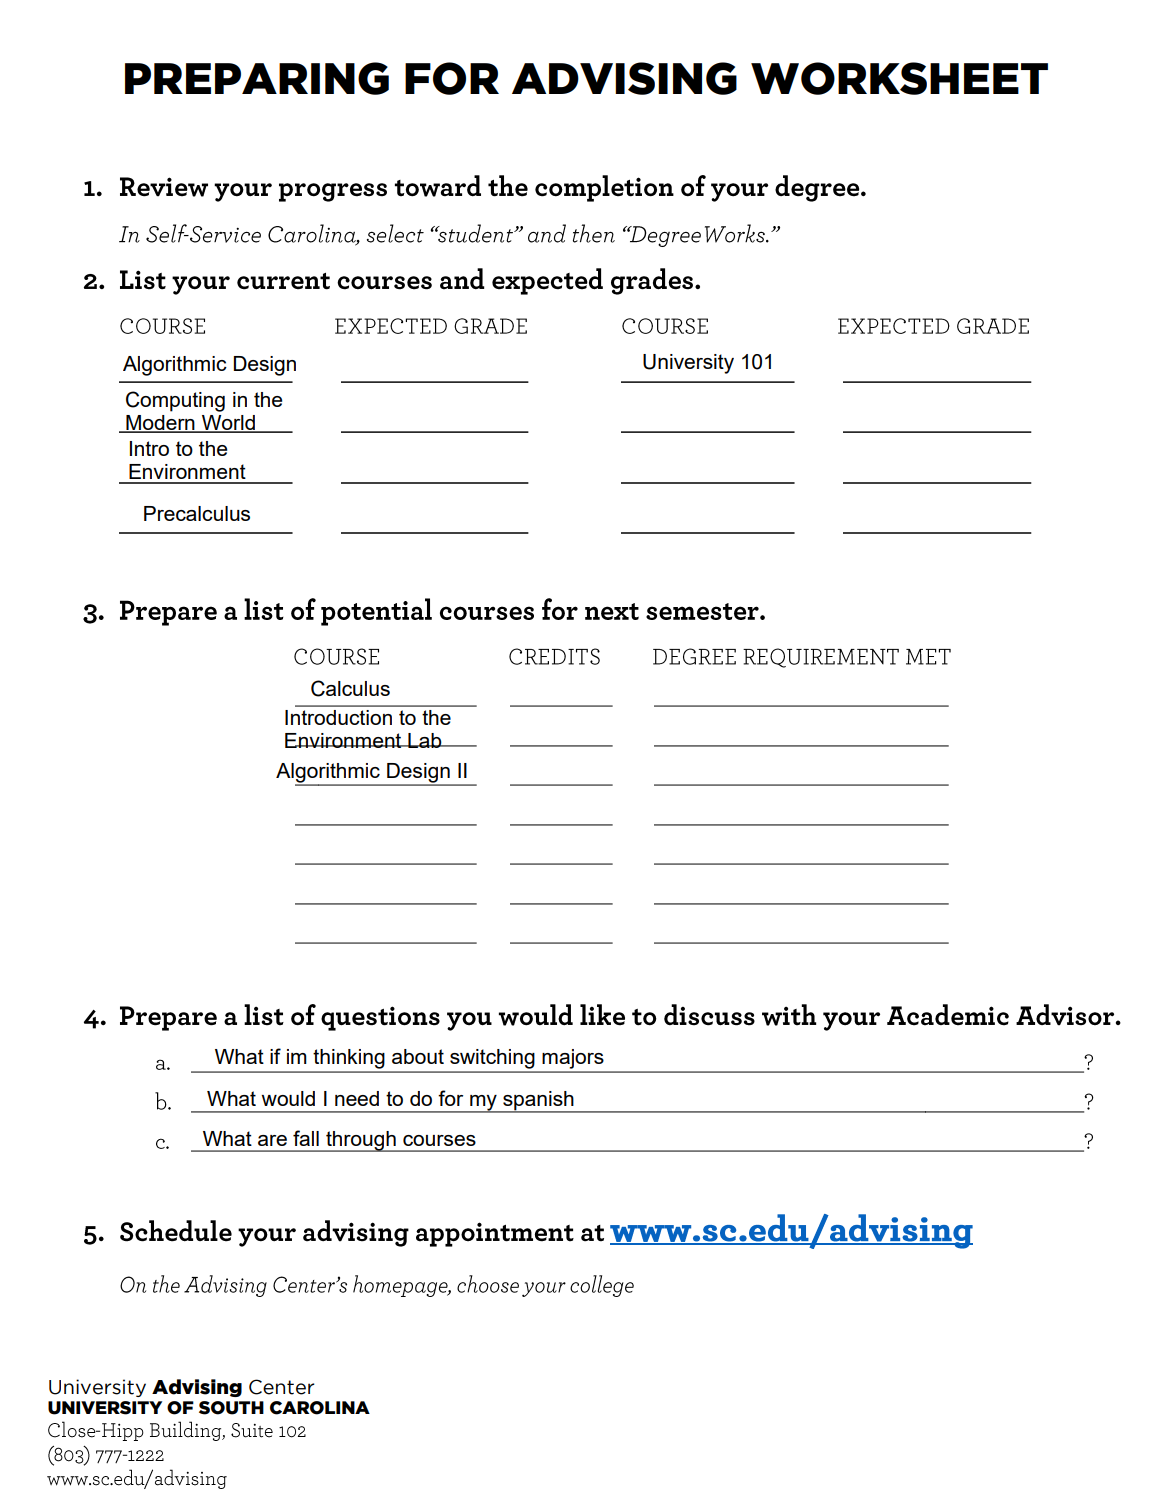 PREPARING FOR ADVISING WORKSHEET
1. Review your progress toward the completion of your degree.
In Self-Service Carolina, select “student” and then “DegreeWorks.”
2. List your current courses and expected grades.
COURSE EXPECTED GRADE COURSE EXPECTED GRADE
Algorithmic Design University 101
Computing in the
Modern World
Intro to the
Environment
Precalculus
3. Prepare a list of potential courses for next semester.
COURSE CREDITS DEGREE REQUIREMENT MET
Calculus
Introduction to the
Environment Lab
Algorithmic Design II
4. Prepare a list of questions you would like to discuss with your Academic Advisor.
a. What if im thinking about switching majors ?
b. What would I need to do for my spanish ?
c. What are fall through courses ?
5. Schedule your advising appointment at www.sc.edu/advising
On the Advising Center’s homepage, choose your college
University Advising Center
UNIVERSITY OF SOUTH CAROLINA
Close-Hipp Building, Suite 102
(803) 777-1222
www.sc.edu/advising